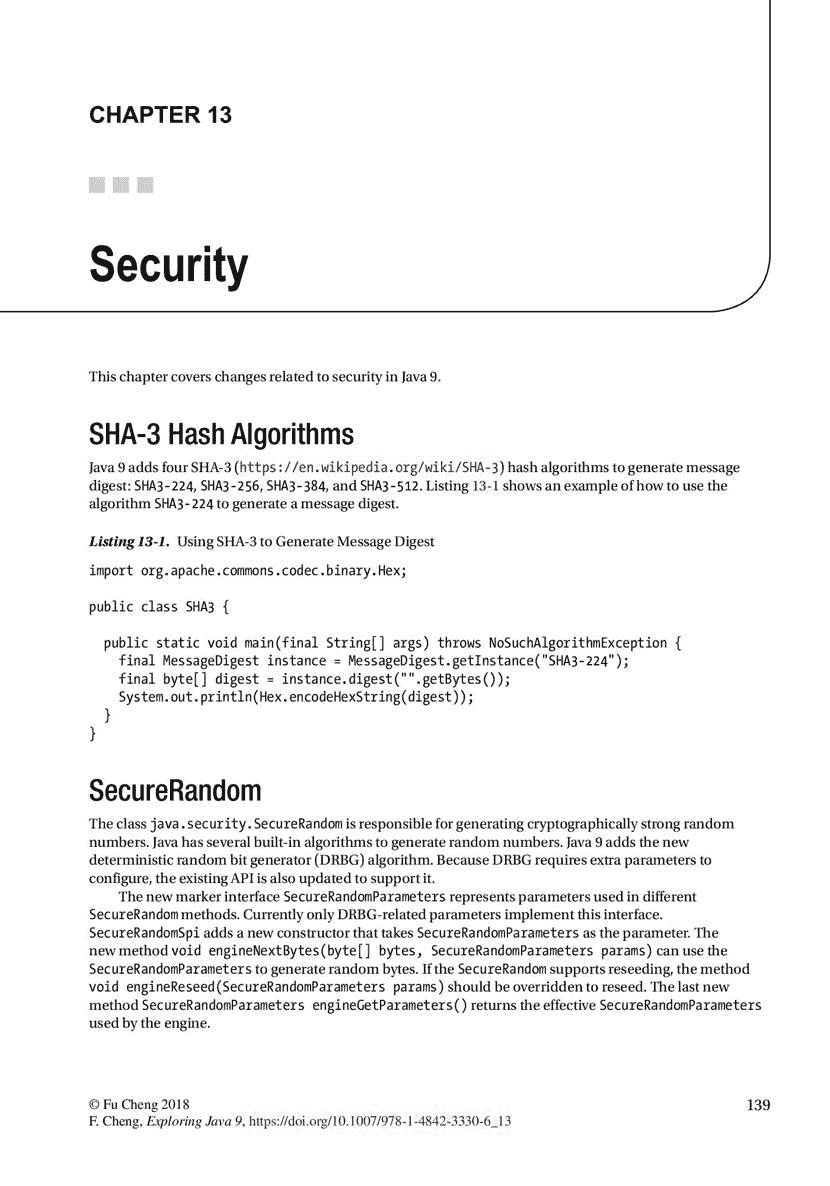 CHAPTER 13
Security
This chapter covers changes related to security in Java 9.
SHA-3 Hash Algorithms
Java 9 adds four SHA-3 (https://en.wikipedia.org/wiki/SHA-3) hash algorithms to generate message
digest: SHA3-224, SHA3-256, SHA3-384, and SHA3-512. Listing 13-1 shows an example of how to use the
algorithm SHA3-224 to generate a message digest.
Listing 13-1. Using SHA-3 to Generate Message Digest
import org.apache.commons.codec.binary.Hex;
public class SHA3 {
public static void main(final String[] args) throws NoSuchAlgorithmException {
final MessageDigest instance = MessageDigest.getInstance("SHA3-224");
final byte[] digest = instance.digest("".getBytes());
System.out.println(Hex.encodeHexString(digest));
}
}
SecureRandom
The class java.security.SecureRandom is responsible for generating cryptographically strong random
numbers. Java has several built-in algorithms to generate random numbers. Java 9 adds the new
deterministic random bit generator (DRBG) algorithm. Because DRBG requires extra parameters to
configure, the existing API is also updated to support it.
The new marker interface SecureRandomParameters represents parameters used in different
SecureRandom methods. Currently only DRBG-related parameters implement this interface.
SecureRandomSpi adds a new constructor that takes SecureRandomParameters as the parameter. The
new method void engineNextBytes(byte[] bytes, SecureRandomParameters params) can use the
SecureRandomParameters to generate random bytes. If the SecureRandom supports reseeding, the method
void engineReseed(SecureRandomParameters params) should be overridden to reseed. The last new
method SecureRandomParameters engineGetParameters() returns the effective SecureRandomParameters
used by the engine.
© Fu Cheng 2018
139
F. Cheng, Exploring Java 9, https://doi.org/10.1007/978-1-4842-3330-6_13